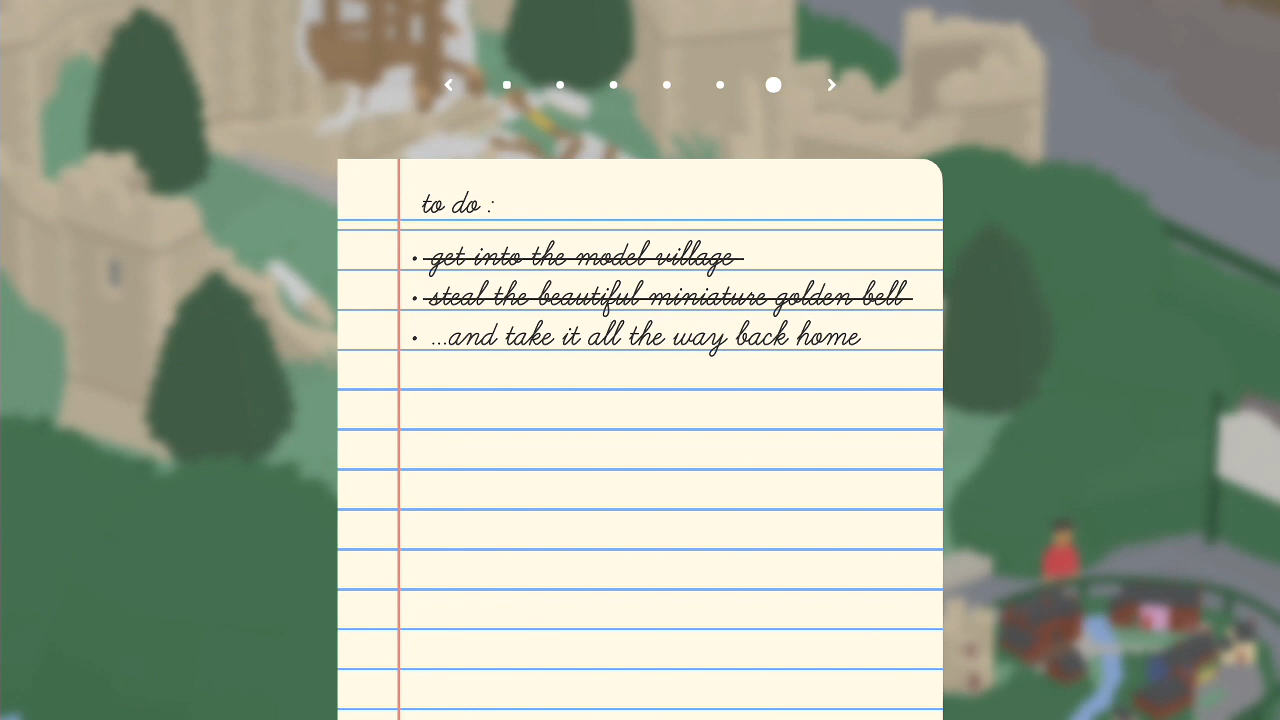 to do :
• get into the model village
• steal the beautiful miniature golden bell
• ...and take it all the way back home